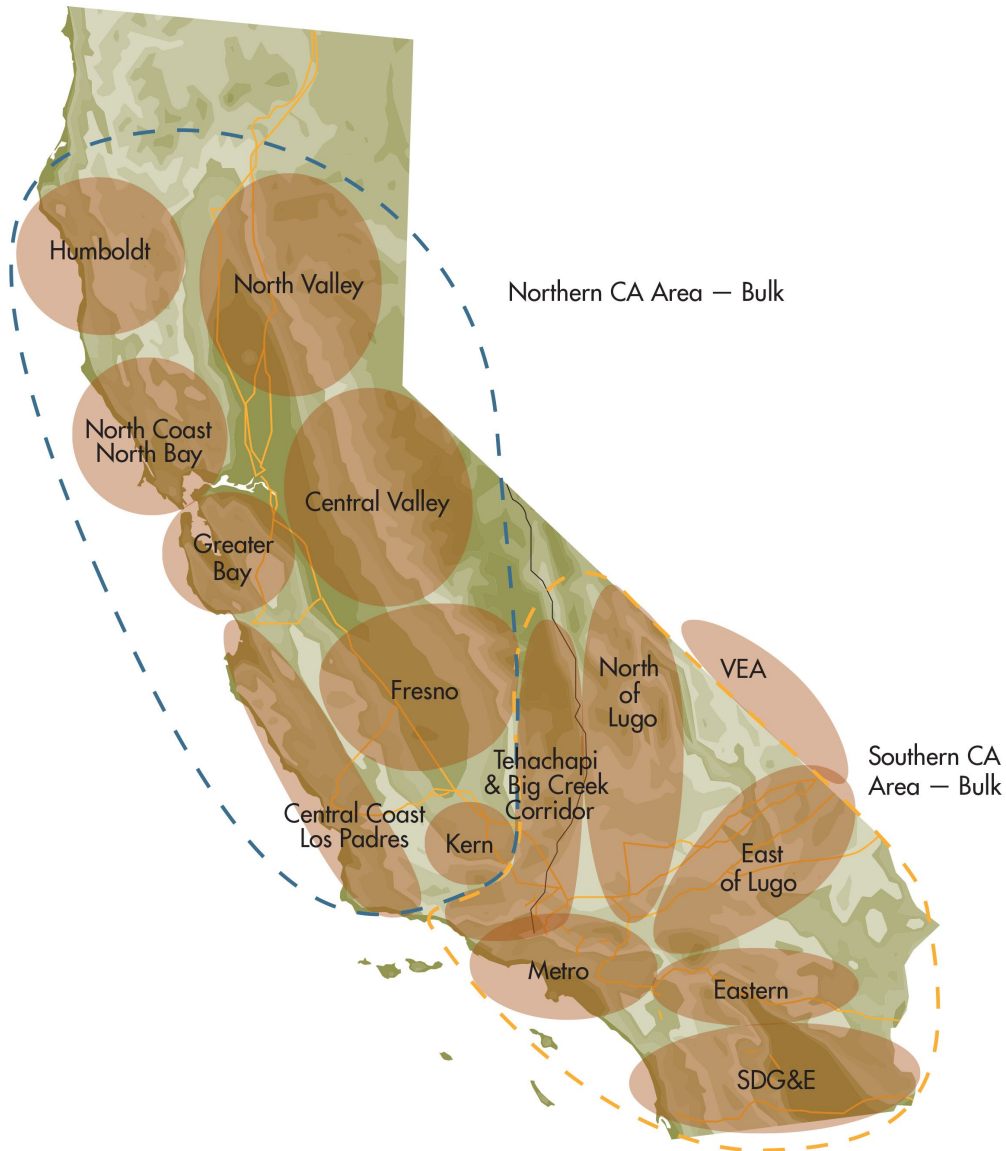 Humboldt
North Valley
Northern CA Area — Bulk
North Coast
North Bay
Central Valley
Greater
Bay
Fresno
North
of
Lugo
VEA
Tehachapi
& Big Creek
Corridor
Southern CA
Area — Bulk
Central Coast
Los Padres
Kern
East
of Lugo
Metro
Eastern
SDG&E